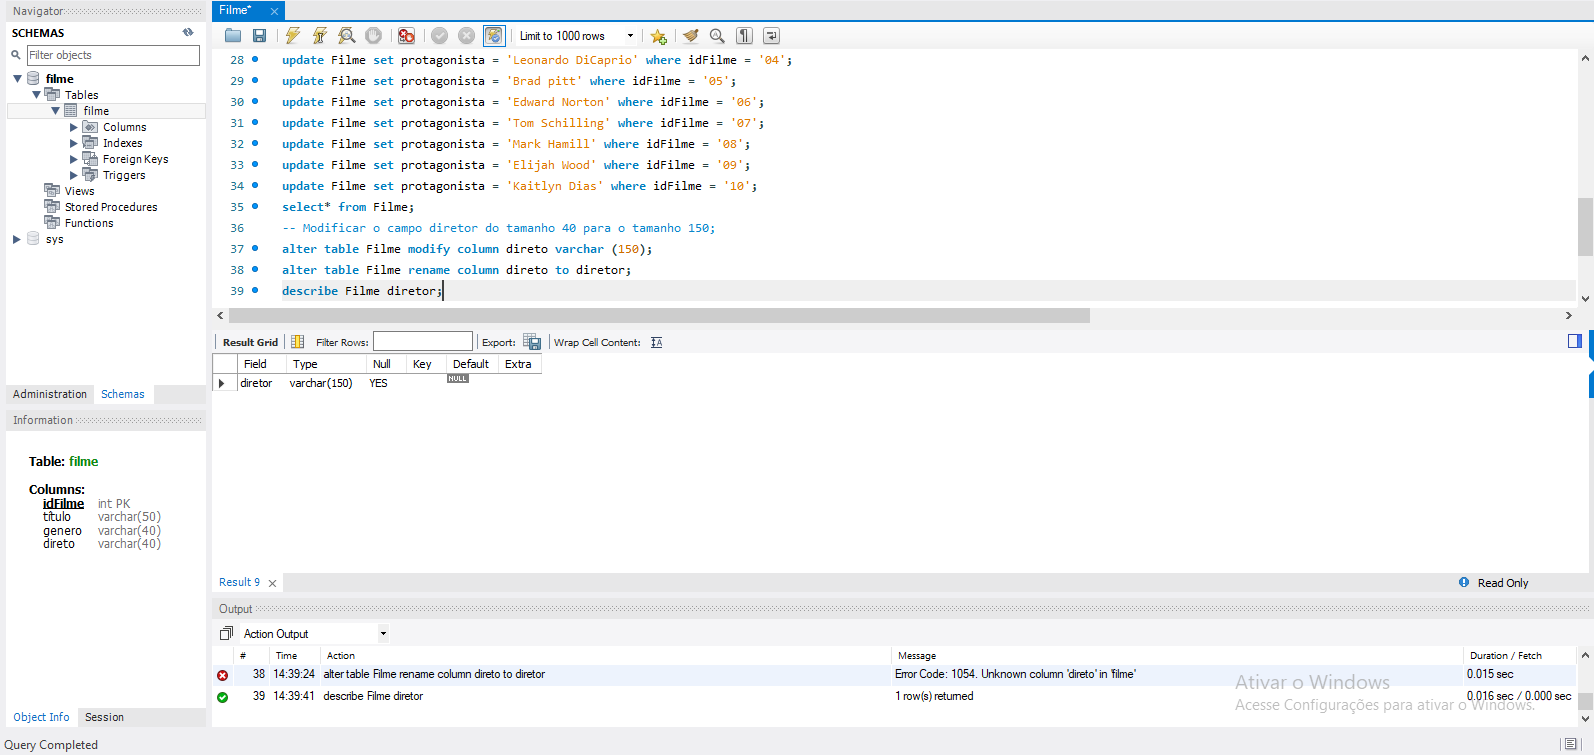 Navigator
SCHEMAS
Filter objects
filme
Tables
filme
Columns
Indexes
Foreign Keys
Triggers
Views
Stored Procedures
Functions
sys
Administration Schemas
Information
Table: filme
Columns:
idFilme int PK
título varchar(50)
genero varchar(40)
direto varchar(40)
Object Info Session
Query Completed
Filme*
Limit to 1000 rows
28 update Filme set protagonista = 'Leonardo DiCaprio' where idFilme = '04';
29 update Filme set protagonista = 'Brad pitt' where idFilme = '05';
30 update Filme set protagonista = 'Edward Norton' where idFilme = '06';
31 update Filme set protagonista = 'Tom Schilling' where idFilme = '07';
32 update Filme set protagonista = 'Mark Hamill' where idFilme = '08';
33 update Filme set protagonista = 'Elijah Wood' where idFilme = '09';
34 update Filme set protagonista = 'Kaitlyn Dias' where idFilme = '10';
35 select* from Filme;
36 -- Modificar o campo diretor do tamanho 40 para o tamanho 150;
37 alter table Filme modify column direto varchar (150);
38 alter table Filme rename column direto to diretor;
39 describe Filme diretor;
Result Grid Filter Rows: Export: Wrap Cell Content:
Field Type Null Key Default Extra
diretor varchar(150) YES NULL
Result 9 Read Only
Output
Action Output
# Time Action Message Duration / Fetch
38 14:39:24 alter table Filme rename column direto to diretor Error Code: 1054. Unknown column 'direto' in 'filme' 0.015 sec
39 14:39:41 describe Filme diretor 1 row(s) returned 0.016 sec / 0.000 sec
Ativar o Windows
Acesse Configurações para ativar o Windows.